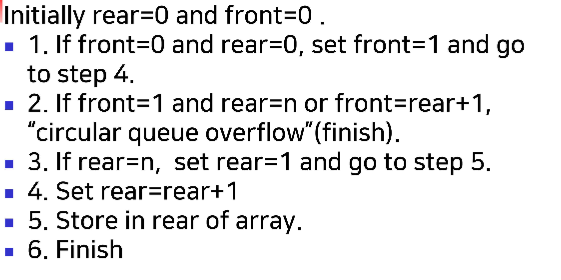 Initially rear=0 and front=0 .
▪ 1. If front=0 and rear=0, set front=1 and go
to step 4.
▪ 2. If front=1 and rear=n or front=rear+1,
“circular queue overflow”(finish).
▪ 3. If rear=n,  set rear=1 and go to step 5.
▪ 4. Set rear=rear+1
▪ 5. Store in rear of array.
▪ 6. Finish